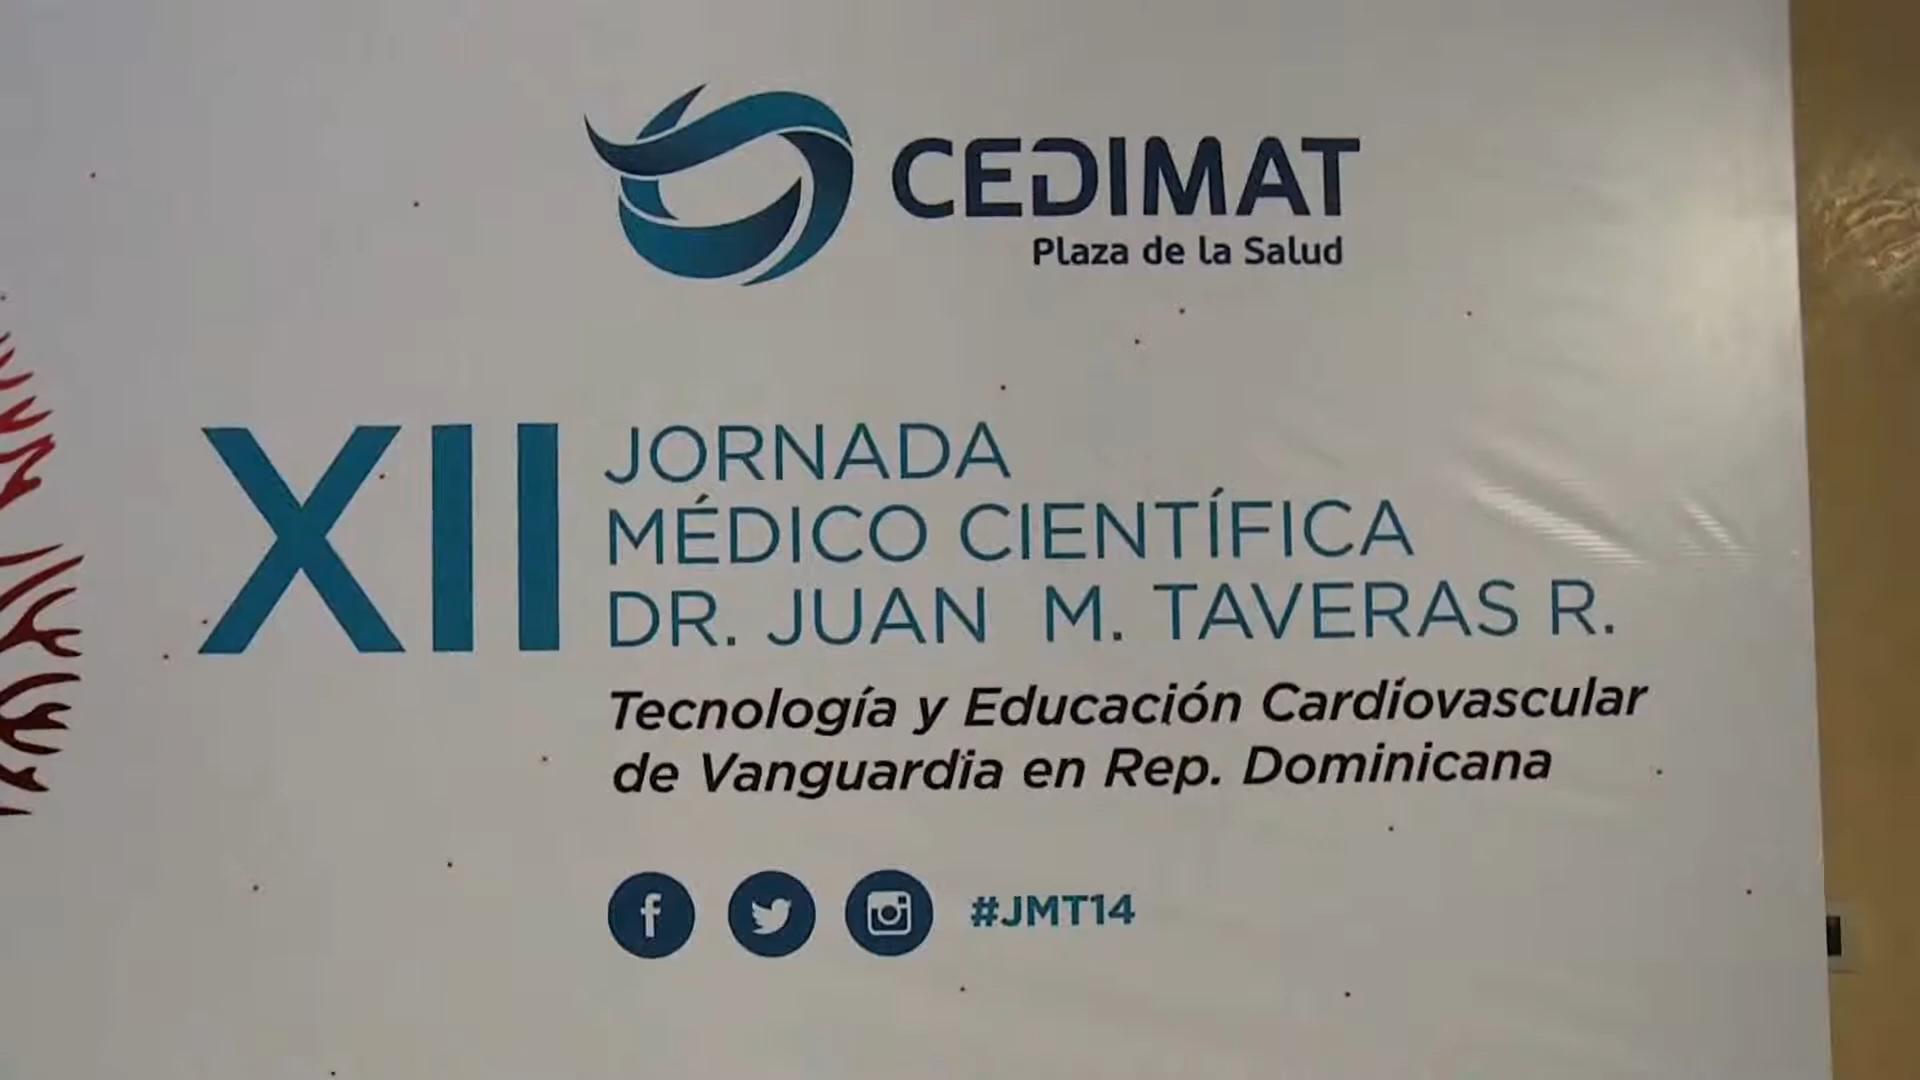 CEDIMAT
Plaza de la Salud
XII
JORNADA
MÉDICO CIENTÍFICA
DR. JUAN M. TAVERAS R.
Tecnología y Educación Cardiovascular
de Vanguardia en Rep. Dominicana
#JMT14